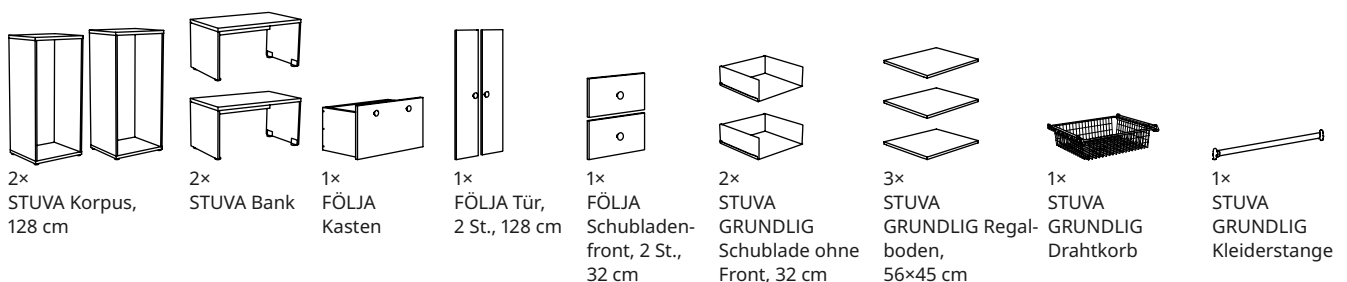 2×
STUVA Korpus,
128 cm
2×
STUVA Bank
1×
FÖLJA
Kasten
1×
FÖLJA Tür,
2 St., 128 cm
1×
FÖLJA
Schubladen-
front, 2 St.,
32 cm
2×
STUVA
GRUNDLIG
Schublade ohne
Front, 32 cm
3×
STUVA
GRUNDLIG Regal-
boden,
56×45 cm
1×
STUVA
GRUNDLIG
Drahtkorb
1×
STUVA
GRUNDLIG
Kleiderstange